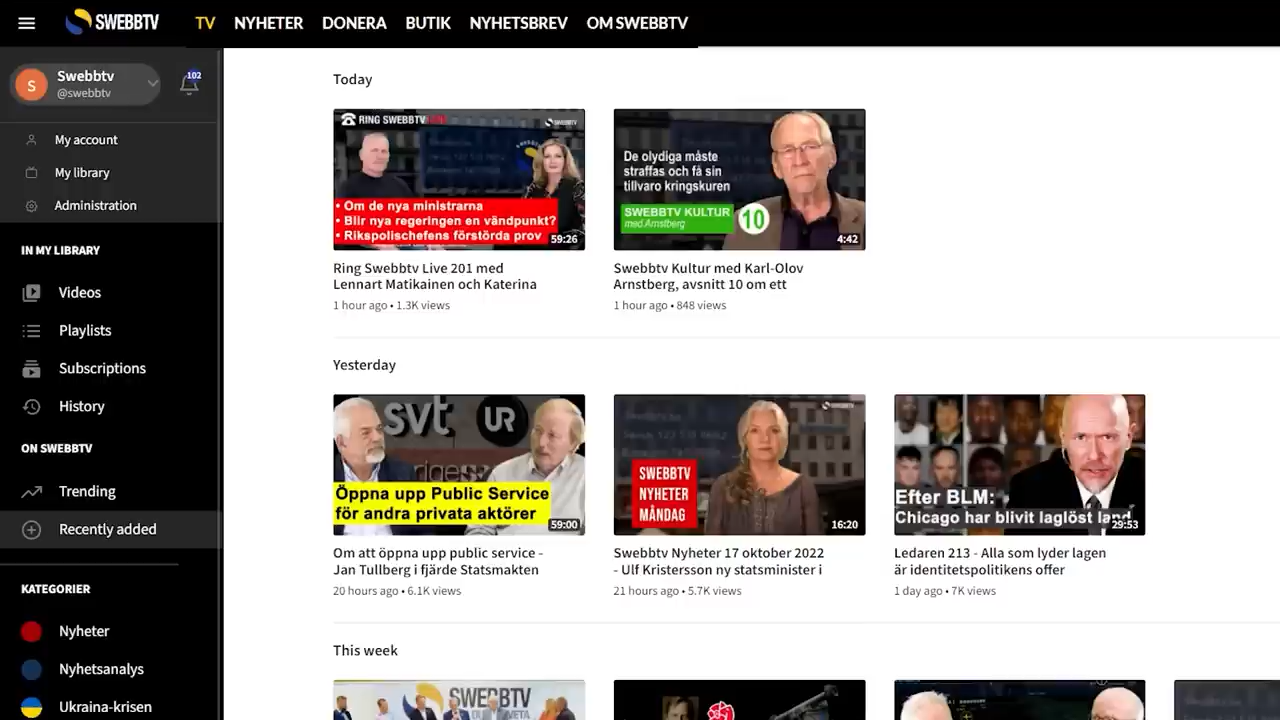 SWEBBTV
TV NYHETER DONERA BUTIK NYHETSBREV OM SWEBBTV
S
Swebbtv
@swebbtv
102
My account
My library
Administration
IN MY LIBRARY
Videos
Playlists
Subscriptions
History
ON SWEBBTV
Trending
Recently added
KATEGORIER
Nyheter
Nyhetsanalys
Ukraina-krisen
Today
RING SWEBBTV
SWEBBTV
• Om de nya ministrarna
• Blir nya regeringen en vändpunkt?
• Rikspolischefens förstörda prov
59:26
Ring Swebbtv Live 201 med
Lennart Matikainen och Katerina
1 hour ago • 1.3K views
De olydiga måste
straffas och få sin
tillvaro kringskuren
SWEBBTV KULTUR
med Arnstberg
10
4:42
Swebbtv Kultur med Karl-Olov
Arnstberg, avsnitt 10 om ett
1 hour ago • 848 views
Yesterday
svt UR
Öppna upp Public Service
för andra privata aktörer
59:00
Om att öppna upp public service -
Jan Tullberg i fjärde Statsmakten
20 hours ago • 6.1K views
SWEBBTV
SWEBBTV
NYHETER
MÅNDAG
16:20
Swebbtv Nyheter 17 oktober 2022
- Ulf Kristersson ny statsminister i
21 hours ago • 5.7K views
Efter BLM:
Chicago har blivit laglöst land
29:53
Ledaren 213 - Alla som lyder lagen
är identitetspolitikens offer
1 day ago • 7K views
This week
SWEBBTV